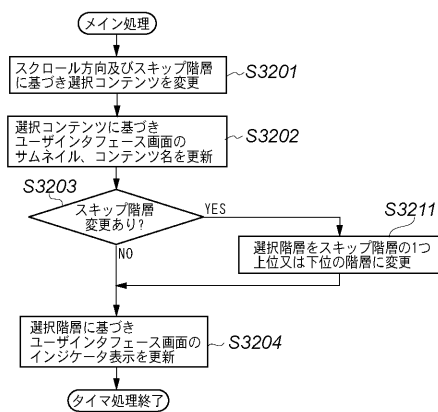 メイン処理
スクロール方向及びスキップ階層
に基づき選択コンテンツを変更
S3201
選択コンテンツに基づき
ユーザインタフェース画面の
サムネイル、コンテンツ名を更新
S3202
S3203
スキップ階層
変更あり?
YES
NO
S3211
選択階層をスキップ階層の1つ
上位又は下位の階層に変更
選択階層に基づき
ユーザインタフェース画面の
インジケータ表示を更新
S3204
タイマ処理終了